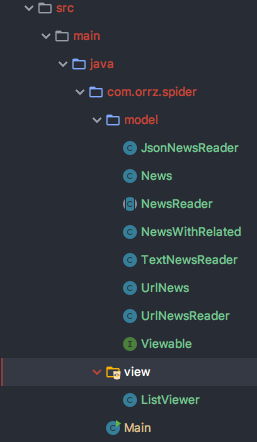 src
main
java
com.orrz.spider
model
JsonNewsReader
News
NewsReader
NewsWithRelated
TextNewsReader
UrlNews
UrlNewsReader
Viewable
view
ListViewer
Main